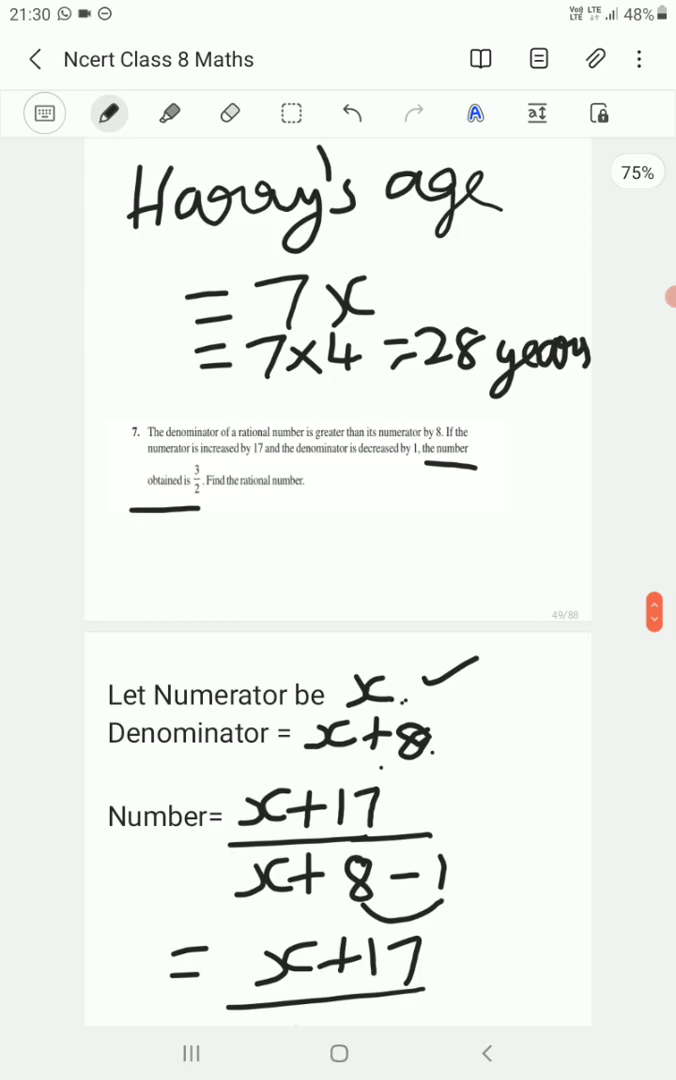 21:30 Vo) LTE LTE 48%
Ncert Class 8 Maths
A a
75%
Harry's age
= 7x
= 7×4 = 28 years
7. The denominator of a rational number is greater than its numerator by 8. If the
numerator is increased by 17 and the denominator is decreased by 1, the number
obtained is 3/2. Find the rational number.
49/88
Let Numerator be x.
Denominator = x+8.
Number= x+17
x+8-1
= x+17